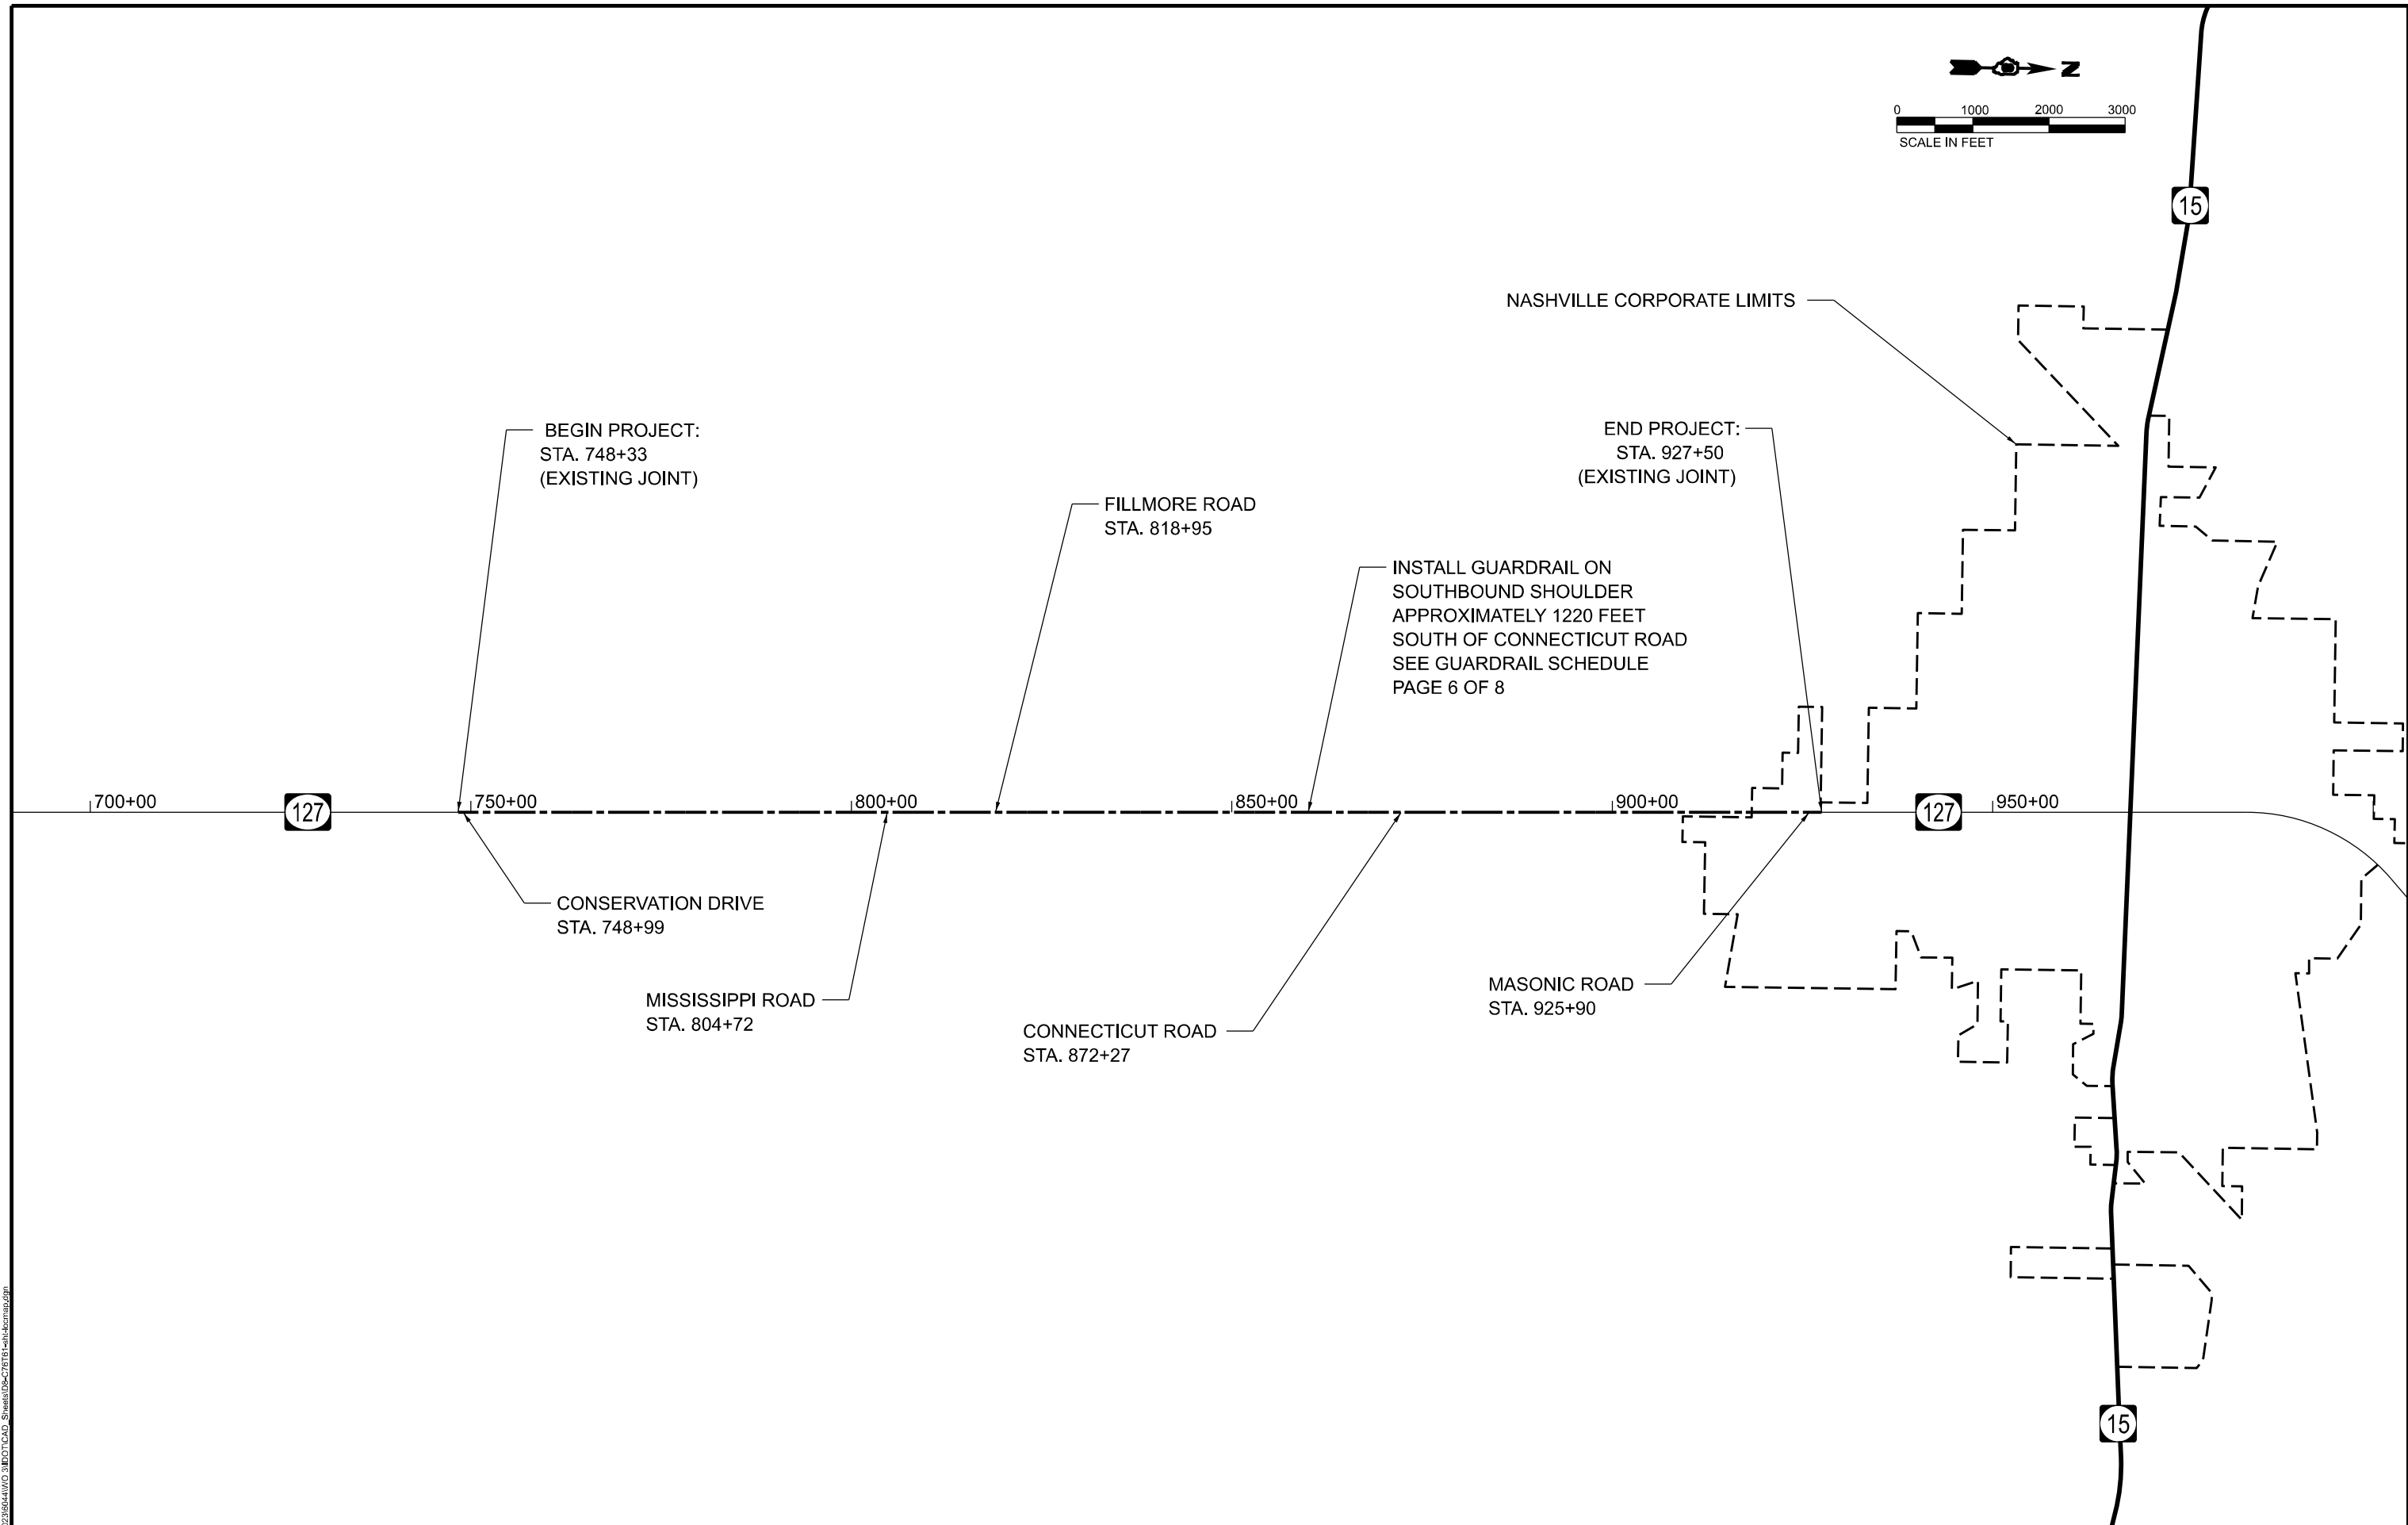 N
0 1000 2000 3000
SCALE IN FEET
15
NASHVILLE CORPORATE LIMITS
BEGIN PROJECT:
STA. 748+33
(EXISTING JOINT)
END PROJECT:
STA. 927+50
(EXISTING JOINT)
FILLMORE ROAD
STA. 818+95
INSTALL GUARDRAIL ON
SOUTHBOUND SHOULDER
APPROXIMATELY 1220 FEET
SOUTH OF CONNECTICUT ROAD
SEE GUARDRAIL SCHEDULE
PAGE 6 OF 8
700+00 127 750+00 800+00 850+00 900+00 127 950+00
CONSERVATION DRIVE
STA. 748+99
MISSISSIPPI ROAD
STA. 804+72
CONNECTICUT ROAD
STA. 872+27
MASONIC ROAD
STA. 925+90
15